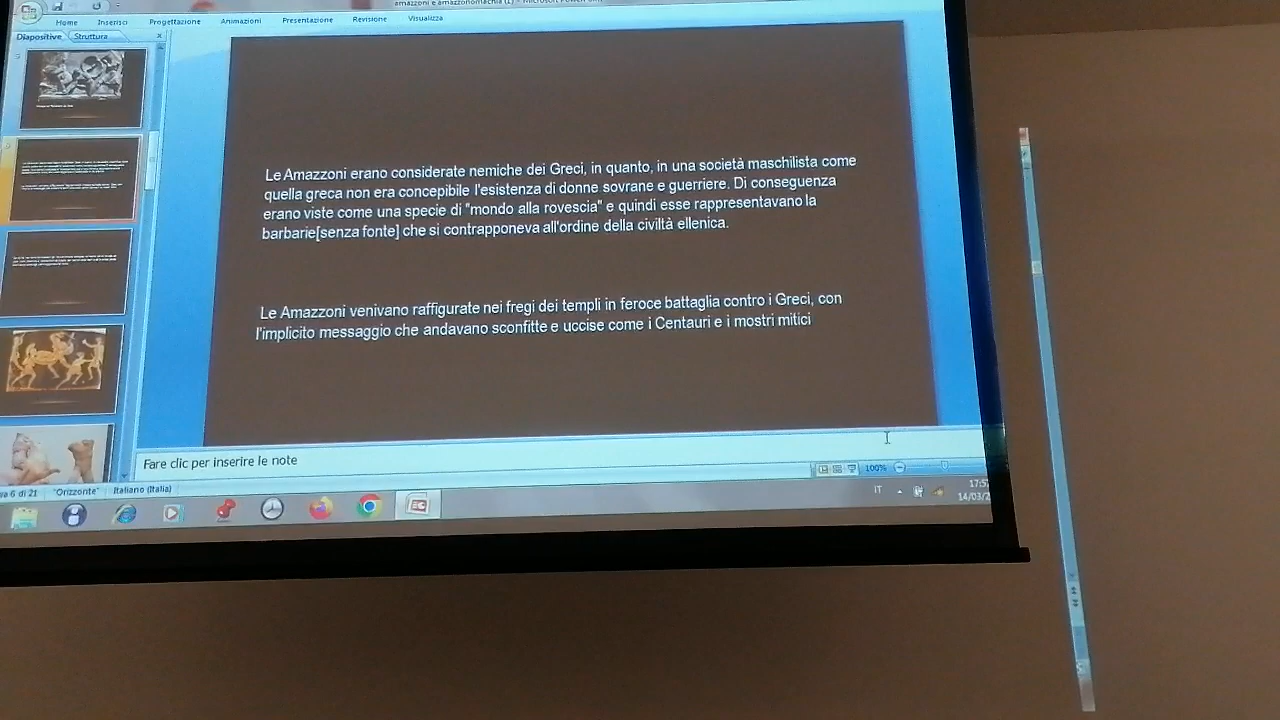 Home Inserisci Progettazione Animazioni Presentazione Revisione Visualizza
Diapositive Struttura x
Le Amazzoni erano considerate nemiche dei Greci, in quanto, in una società maschilista come
quella greca non era concepibile l'esistenza di donne sovrane e guerriere. Di conseguenza
erano viste come una specie di "mondo alla rovescia" e quindi esse rappresentavano la
barbarie[senza fonte] che si contrapponeva all'ordine della civiltà ellenica.
Le Amazzoni venivano raffigurate nei fregi dei templi in feroce battaglia contro i Greci, con
l'implicito messaggio che andavano sconfitte e uccise come i Centauri e i mostri mitici
Fare clic per inserire le note
va 6 di 21 "Orizzonte" Italiano (Italia) 100%
IT 17:5
14/03/2